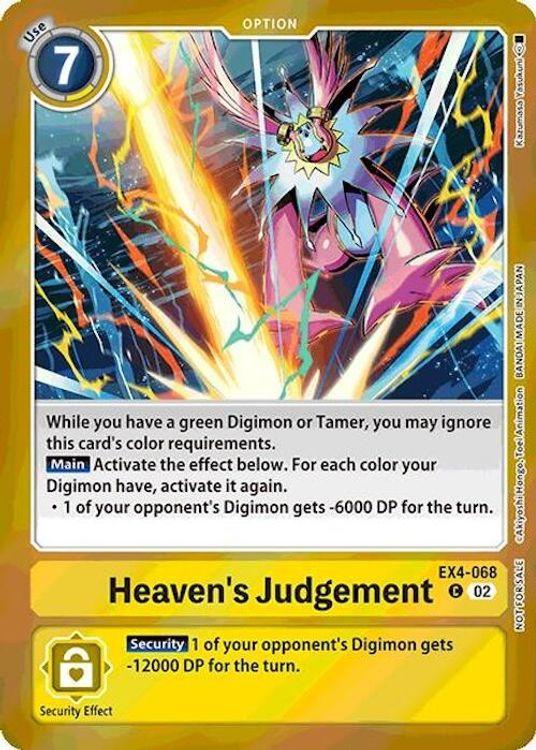 OPTION
Use
7
Kazumasa Yasukuni
While you have a green Digimon or Tamer, you may ignore
this card's color requirements.
Main Activate the effect below. For each color your
Digimon have, activate it again.
・1 of your opponent's Digimon gets -6000 DP for the turn.
Heaven's Judgement
EX4-068
C 02
Security 1 of your opponent's Digimon gets
-12000 DP for the turn.
Security Effect
NOT FOR SALE ©Akiyoshi Hongo, Toei Animation BANDAI MADE IN JAPAN